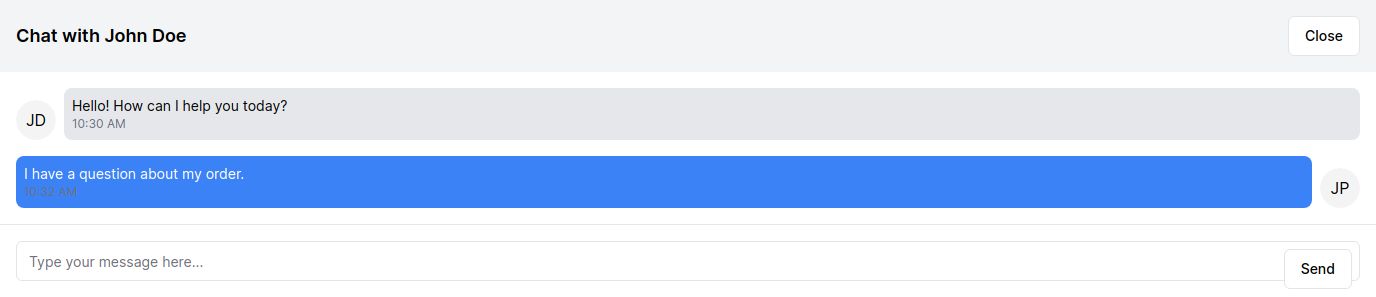 Chat with John Doe
Close
JD
Hello! How can I help you today?
10:30 AM
I have a question about my order.
10:32 AM
JP
Type your message here...
Send